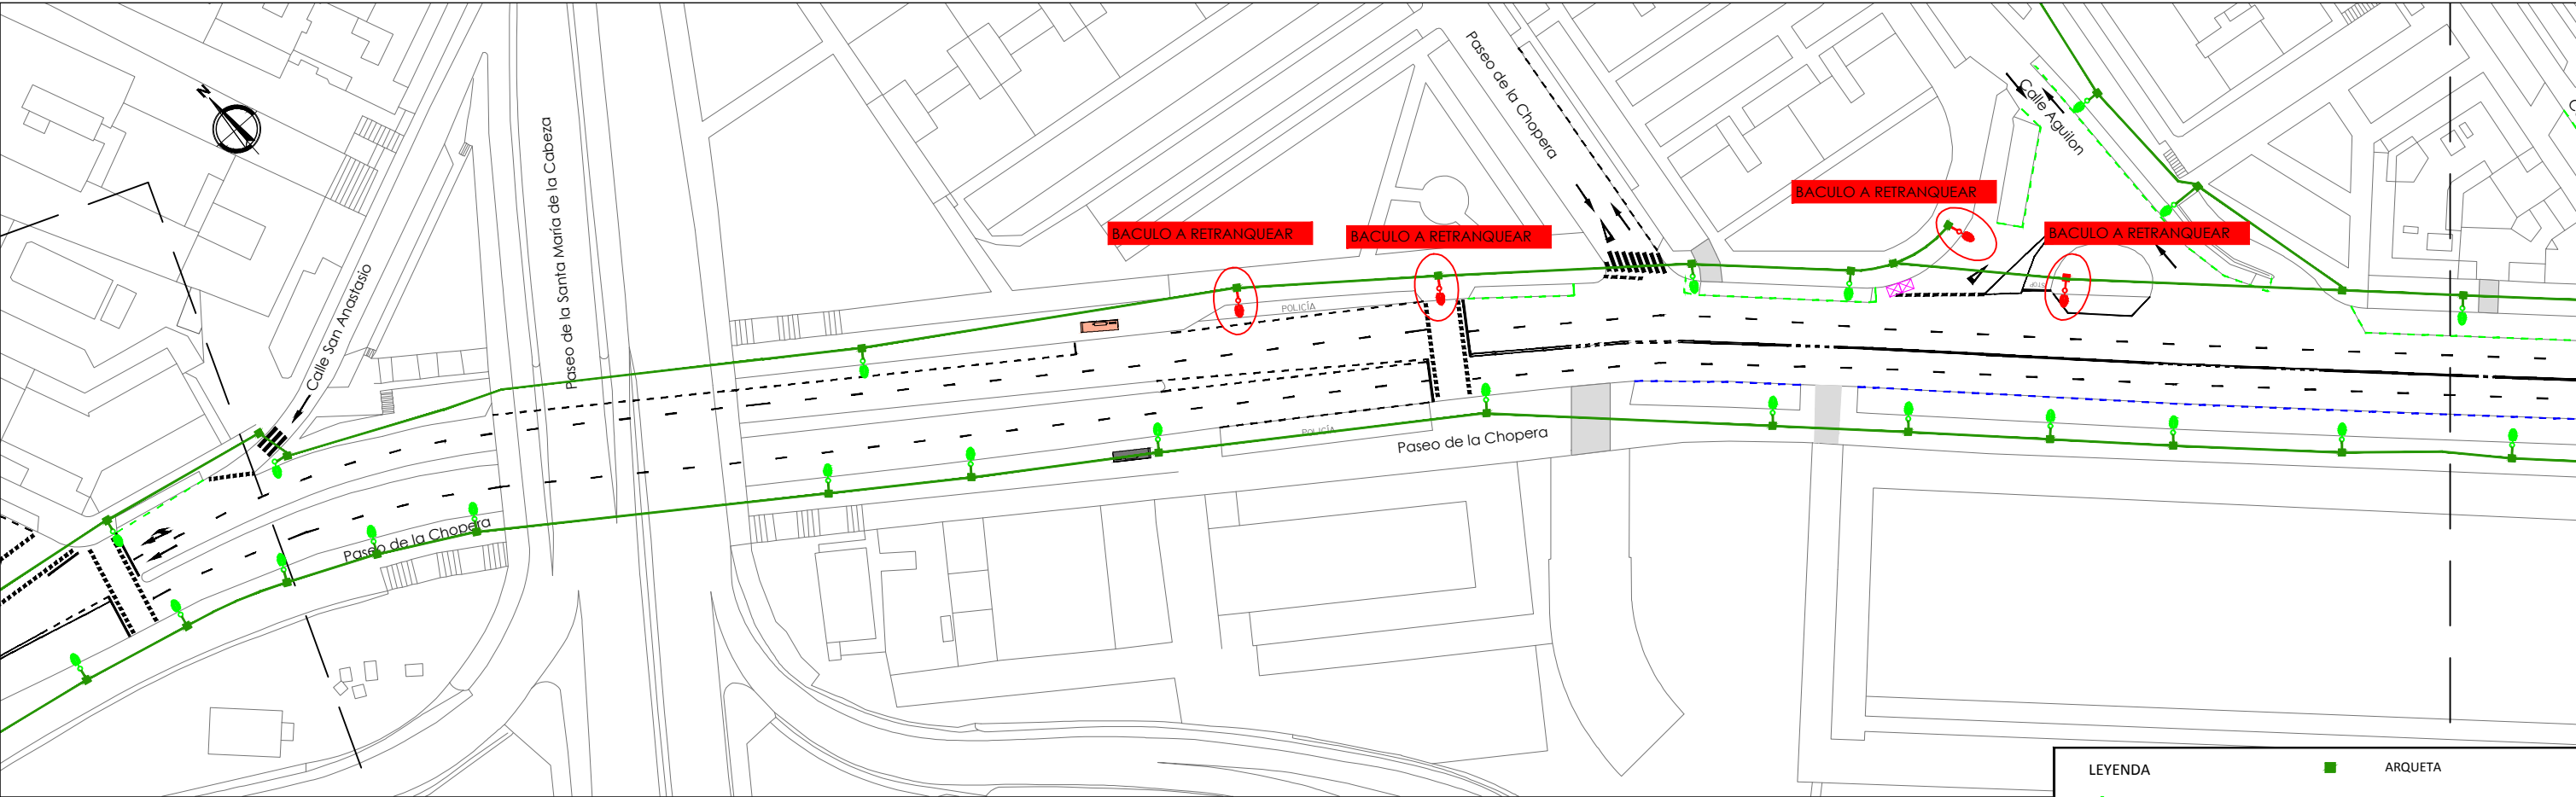 N
Calle San Anastasio
Paseo de la Santa María de la Cabeza
Paseo de la Chopera
BACULO A RETRANQUEAR
BACULO A RETRANQUEAR
Paseo de la Chopera
BACULO A RETRANQUEAR
Calle Aguilon
BACULO A RETRANQUEAR
POLICÍA
POLICÍA
STOP
Paseo de la Chopera
LEYENDA
ARQUETA